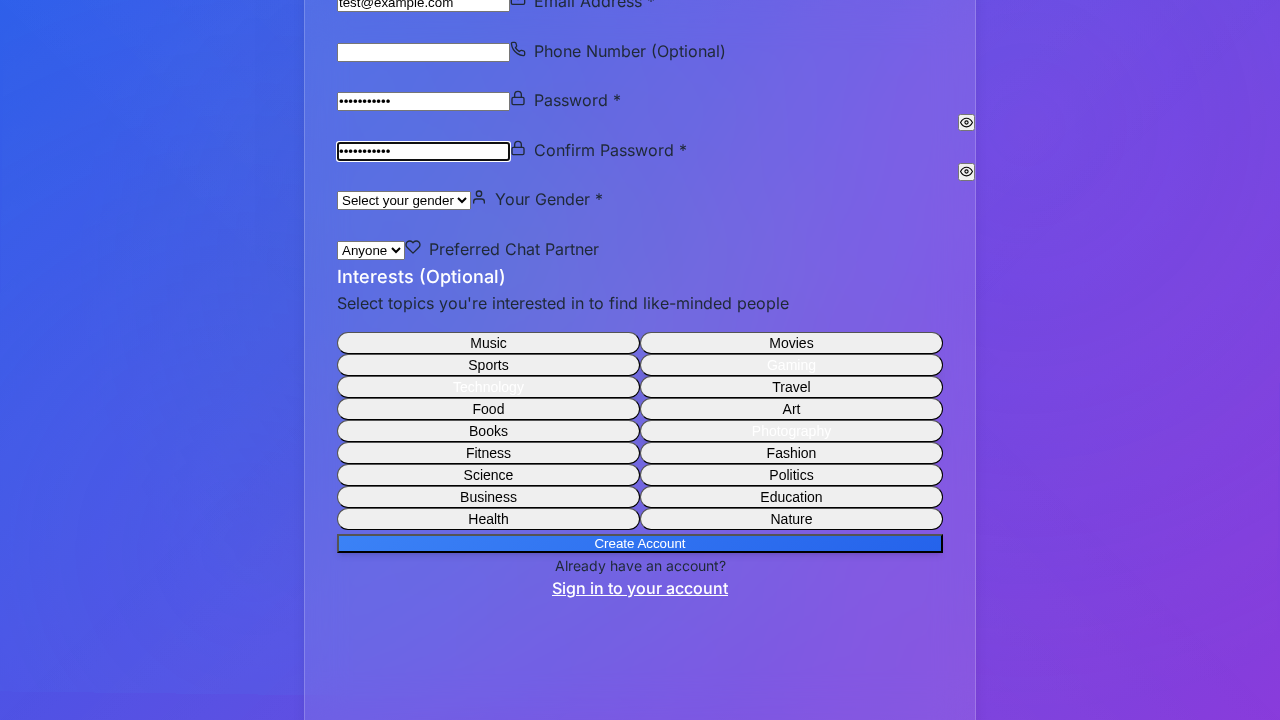 test@example.com Email Address *
Phone Number (Optional)
••••••••••• Password *
••••••••••• Confirm Password *
Select your gender Your Gender *
Anyone Preferred Chat Partner
Interests (Optional)
Select topics you're interested in to find like-minded people
Music Movies
Sports Gaming
Technology Travel
Food Art
Books Photography
Fitness Fashion
Science Politics
Business Education
Health Nature
Create Account
Already have an account?
Sign in to your account